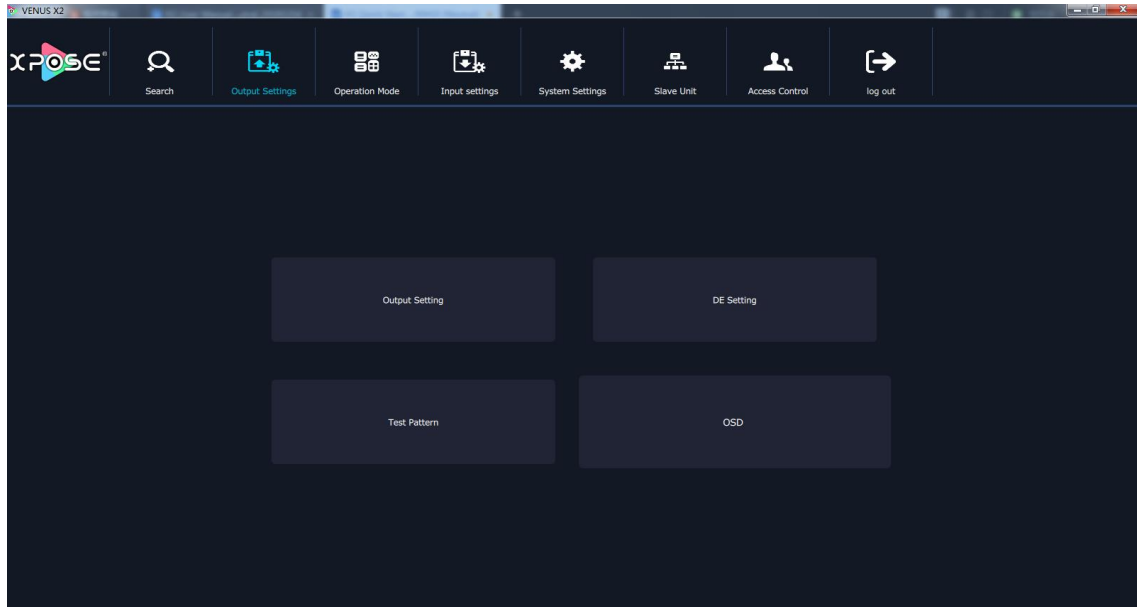 VENUS X2
XPOSE®
Search
Output Settings
Operation Mode
Input settings
System Settings
Slave Unit
Access Control
log out
Output Setting
DE Setting
Test Pattern
OSD